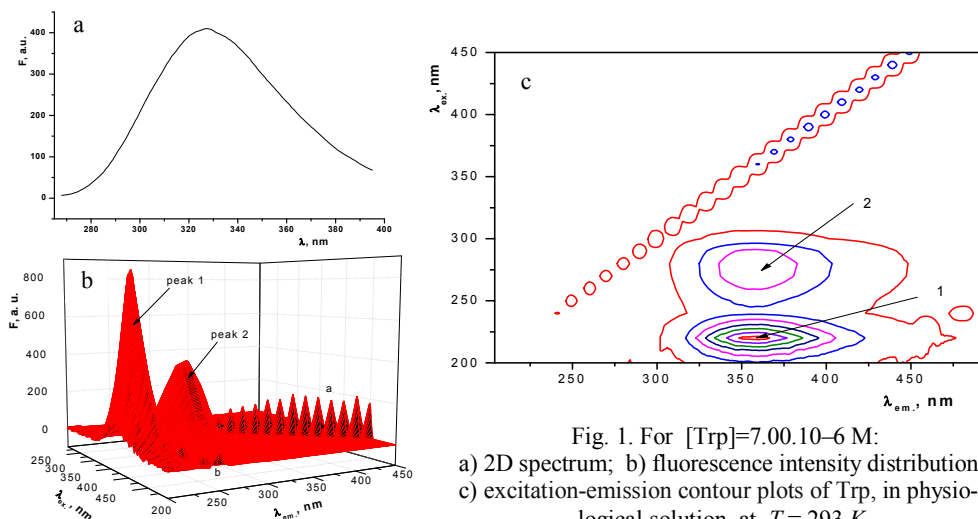 a
F, a.u.
400
300
200
100
0
280
300
320
340
360
380
400
λ, nm
b
F, a.u.
800
600
400
200
0
peak 1
peak 2
a
b
250
300
350
400
450
λex., nm
200
250
300
350
400
450
λem., nm
c
λex., nm
450
400
350
300
250
200
2
1
250
300
350
400
450
λem., nm
Fig. 1. For [Trp]=7.00.10–6 M:
a) 2D spectrum; b) fluorescence intensity distribution
c) excitation-emission contour plots of Trp, in physio-
logical solution, at T = 293 K